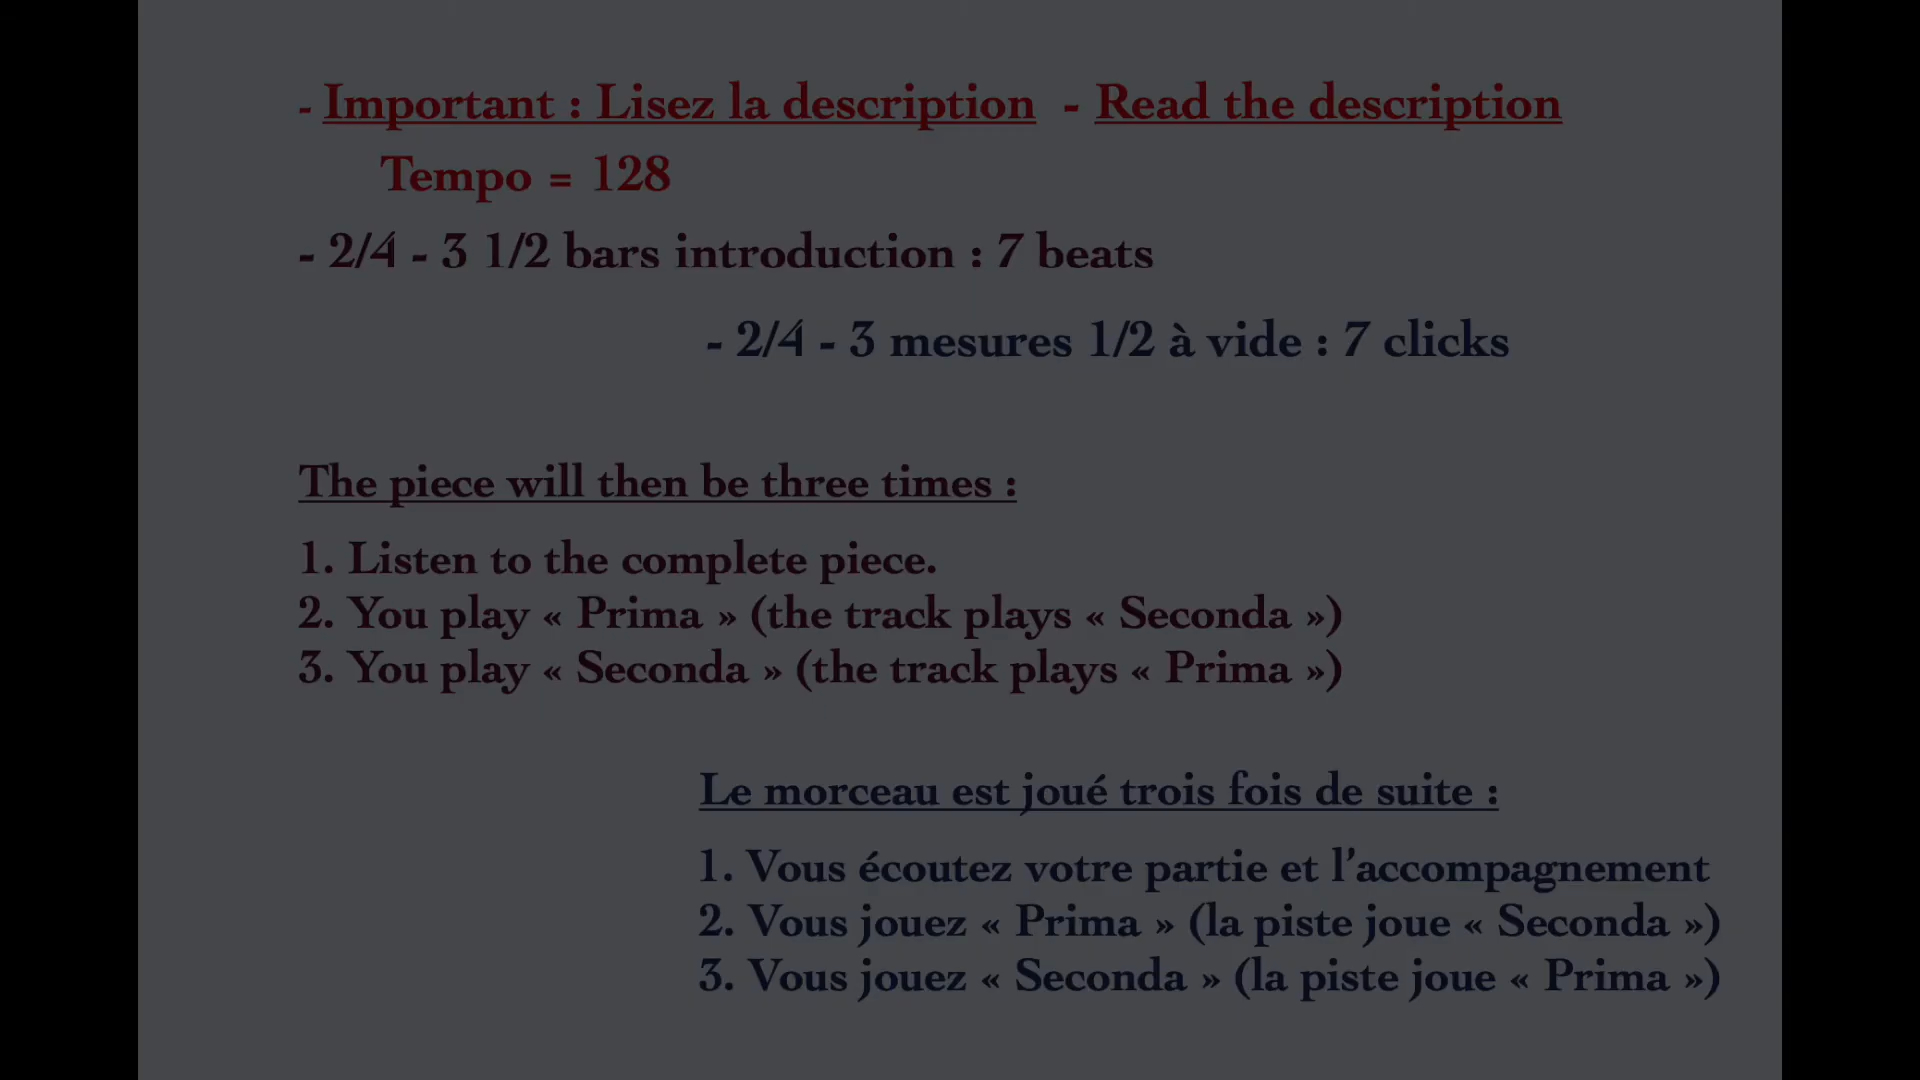 - Important : Lisez la description - Read the description
Tempo = 128
- 2/4 - 3 1/2 bars introduction : 7 beats
- 2/4 - 3 mesures 1/2 à vide : 7 clicks
The piece will then be three times :
1. Listen to the complete piece.
2. You play « Prima » (the track plays « Seconda »)
3. You play « Seconda » (the track plays « Prima »)
Le morceau est joué trois fois de suite :
1. Vous écoutez votre partie et l’accompagnement
2. Vous jouez « Prima » (la piste joue « Seconda »)
3. Vous jouez « Seconda » (la piste joue « Prima »)